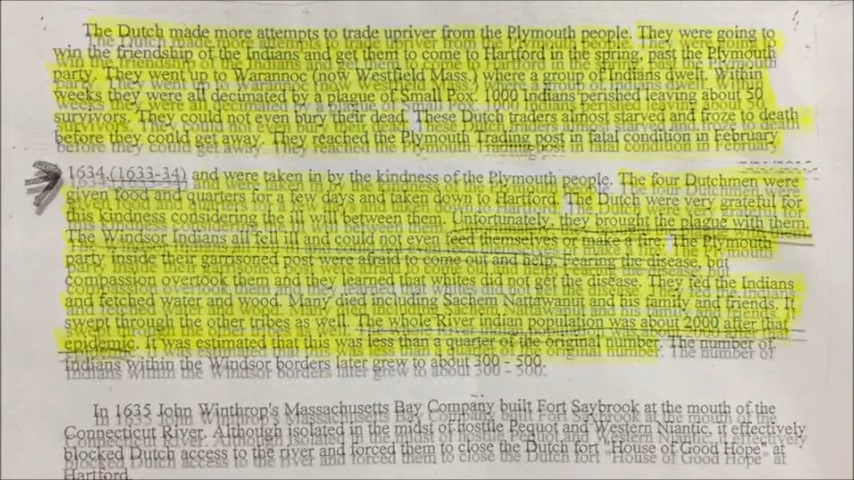 The Dutch made more attempts to trade upriver from the Plymouth people. They were going to
win the friendship of the Indians and get them to come to Hartford in the spring, past the Plymouth
party. They went up to Warannoc (now Westfield Mass.) where a group of Indians dwelt. Within
weeks they were all decimated by a plague of Small Pox. 1000 Indians perished leaving about 50
survivors. They could not even bury their dead. These Dutch traders almost starved and froze to death
before they could get away. They reached the Plymouth Trading post in fatal condition in February,
1634,(1633-34) and were taken in by the kindness of the Plymouth people. The four Dutchmen were
given food and quarters for a few days and taken down to Hartford. The Dutch were very grateful for
this kindness considering the ill will between them. Unfortunately, they brought the plague with them.
The Windsor Indians all fell ill and could not even feed themselves or make a fire. The Plymouth
party inside their garrisoned post were afraid to come out and help, Fearing the disease, but
compassion overtook them and they learned that whites did not get the disease. They fed the Indians
and fetched water and wood. Many died including Sachem Nattawanut and his family and friends. It
swept through the other tribes as well. The whole River Indian population was about 2000 after that
epidemic. It was estimated that this was less than a quarter of the original number. The number of
Indians within the Windsor borders later grew to about 300 - 500.
In 1635 John Winthrop's Massachusetts Bay Company built Fort Saybrook at the mouth of the
Connecticut River. Although isolated in the midst of hostile Pequot and Western Niantic, it effectively
blocked Dutch access to the river and forced them to close the Dutch fort "House of Good Hope" at
Hartford.